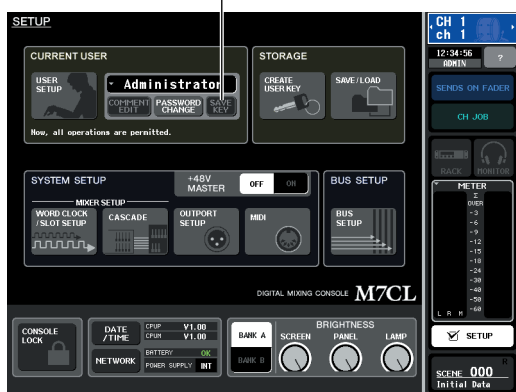 SETUP
CURRENT USER
USER
SETUP
Administrator
COMMENT
EDIT
PASSWORD
CHANGE
SAVE
KEY
Now, all operations are permitted.
STORAGE
CREATE
USER KEY
SAVE/LOAD
SYSTEM SETUP
+48V
MASTER
OFF
ON
MIXER SETUP
WORD CLOCK
/SLOT SETUP
CASCADE
OUTPORT
SETUP
MIDI
BUS SETUP
BUS
SETUP
DIGITAL MIXING CONSOLE M7CL
CONSOLE
LOCK
DATE
/TIME
CPUP V1.00
CPUM V1.00
NETWORK
BATTERY OK
POWER SUPPLY INT
BANK A
BANK B
BRIGHTNESS
SCREEN PANEL LAMP
CH 1
ch 1
12:34:56
ADMIN
?
SENDS ON FADER
CH JOB
RACK
MONITOR
METER
Σ
OVER
-3
-6
-9
-12
-15
-18
-24
-30
-40
-50
-60
L R M
SETUP
R
SCENE 000
Initial Data